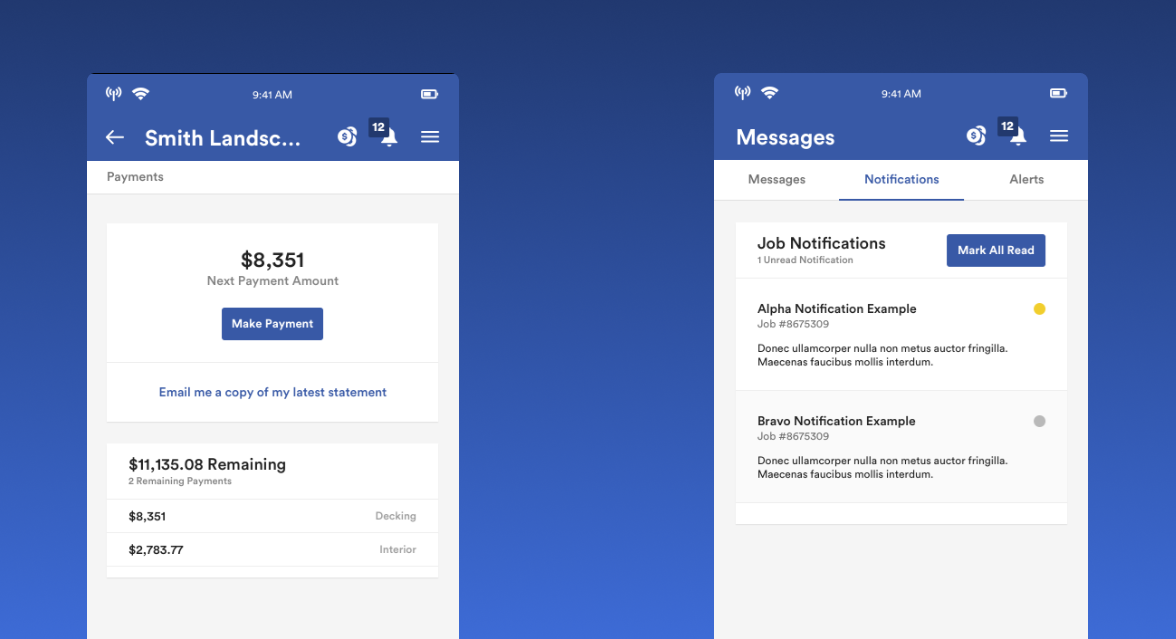 9:41 AM
Smith Landsc...
12
Payments
$8,351
Next Payment Amount
Make Payment
Email me a copy of my latest statement
$11,135.08 Remaining
2 Remaining Payments
$8,351 Decking
$2,783.77 Interior
9:41 AM
Messages
12
Messages Notifications Alerts
Job Notifications
1 Unread Notification
Mark All Read
Alpha Notification Example
Job #8675309
Donec ullamcorper nulla non metus auctor fringilla.
Maecenas faucibus mollis interdum.
Bravo Notification Example
Job #8675309
Donec ullamcorper nulla non metus auctor fringilla.
Maecenas faucibus mollis interdum.